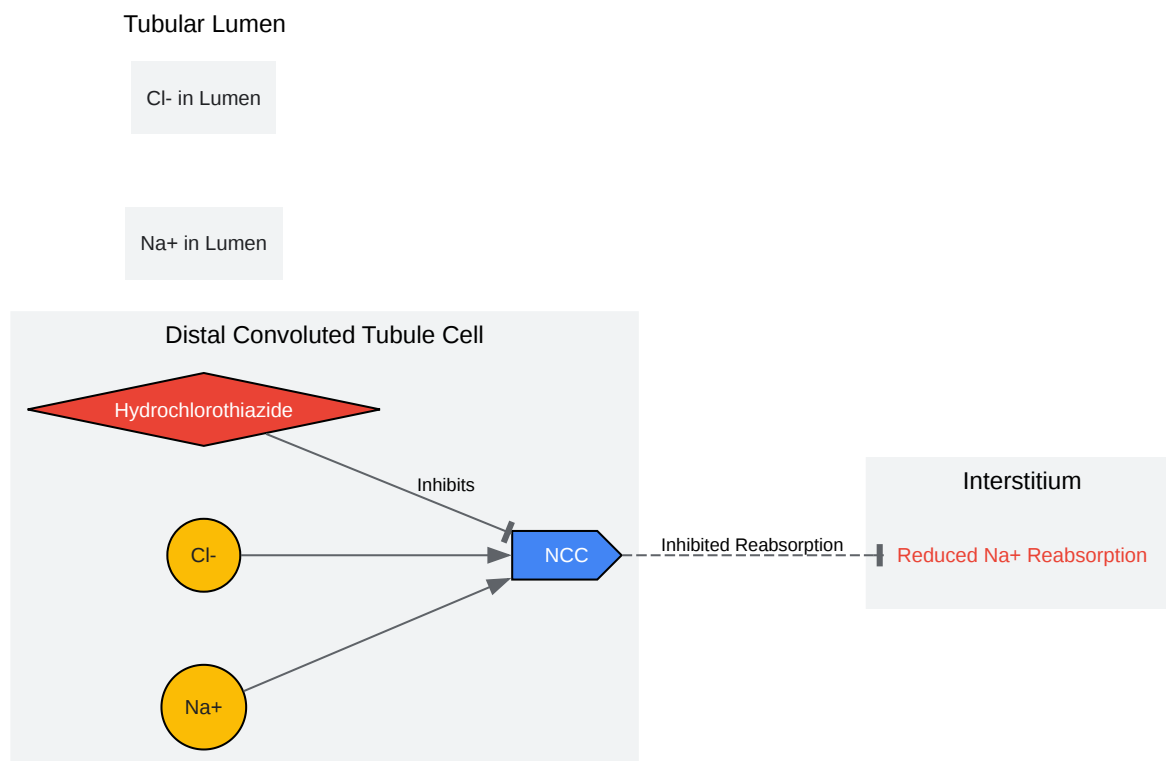 Tubular Lumen
Cl- in Lumen
Na+ in Lumen
Distal Convoluted Tubule Cell
Hydrochlorothiazide
Inhibits
Interstitium
Cl-
NCC
Inhibited Reabsorption
Reduced Na+ Reabsorption
Na+